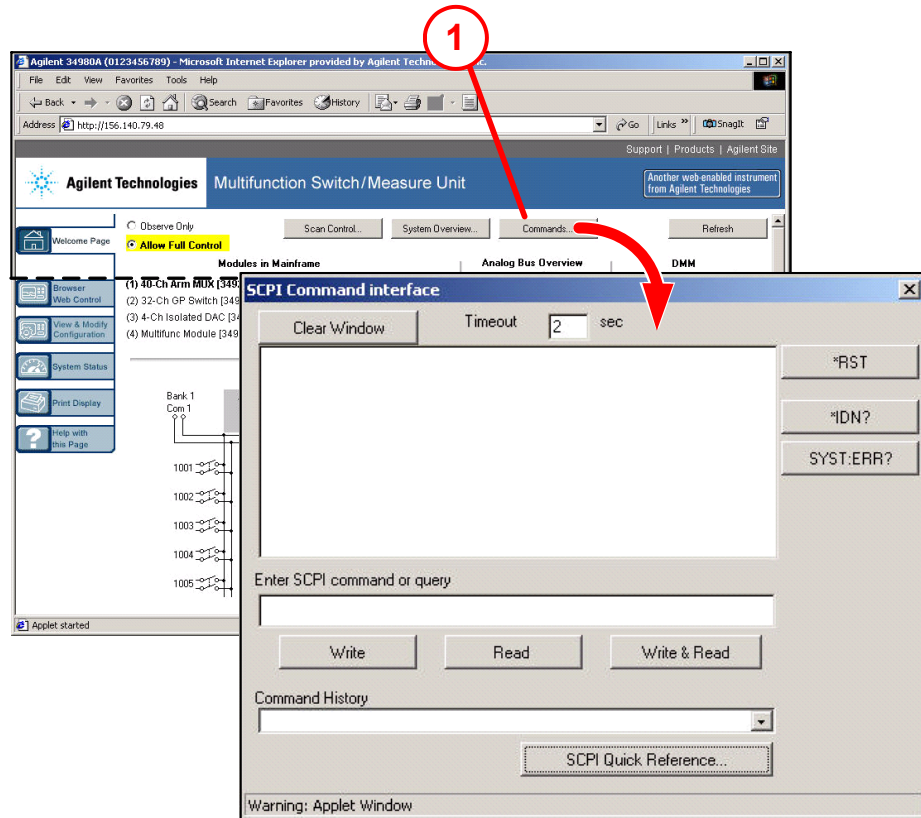 1
Agilent 34980A (0123456789) - Microsoft Internet Explorer provided by Agilent
File Edit View Favorites Tools Help
Back Search Favorites History
Address http://156.140.79.48 Go Links » SnagIt
Support | Products | Agilent Site
Agilent Technologies Multifunction Switch/Measure Unit
Another web-enabled instrument
from Agilent Technologies
Welcome Page
Observe Only
Allow Full Control
Scan Control... System Overview... Commands... Refresh
Modules in Mainframe Analog Bus Overview DMM
Browser
Web Control
(1) 40-Ch Arm MUX [349
(2) 32-Ch GP Switch [349
(3) 4-Ch Isolated DAC [34
(4) Multifunc Module [349
View & Modify
Configuration
System Status
Print Display
Help with
this Page
Bank 1
Com 1
1001
1002
1003
1004
1005
Applet started
SCPI Command interface
Clear Window Timeout 2 sec
*RST
*IDN?
SYST:ERR?
Enter SCPI command or query
Write Read Write & Read
Command History
SCPI Quick Reference...
Warning: Applet Window